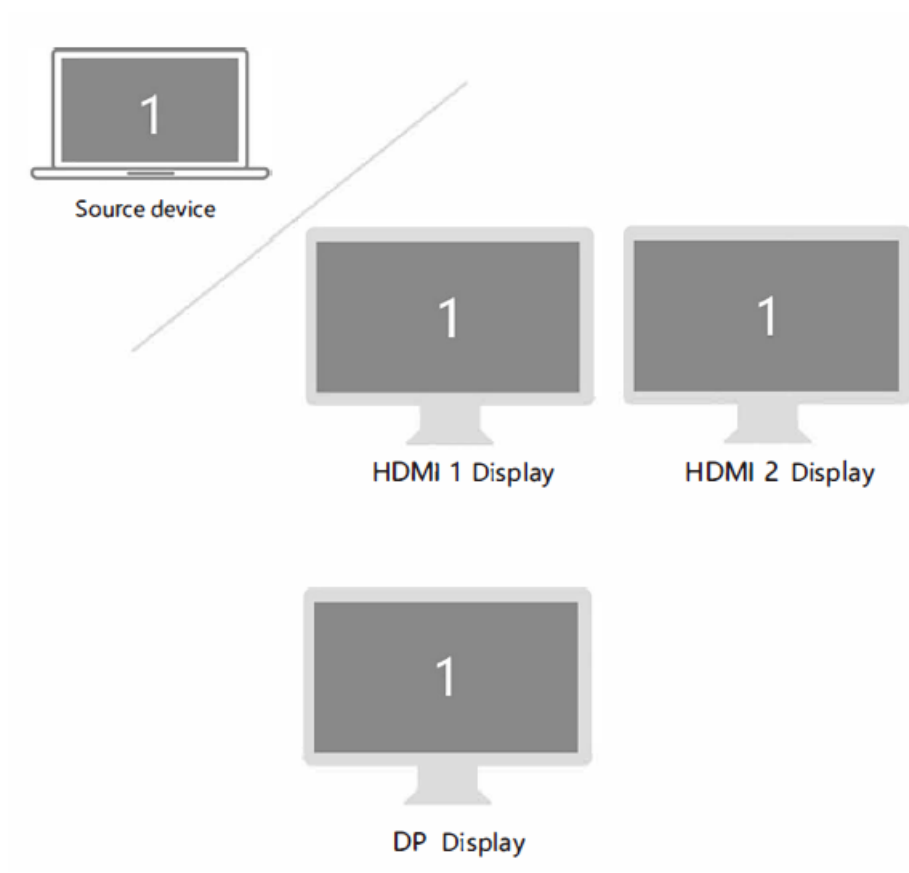 1
Source device
1
1
HDMI 1 Display
HDMI 2 Display
1
DP Display